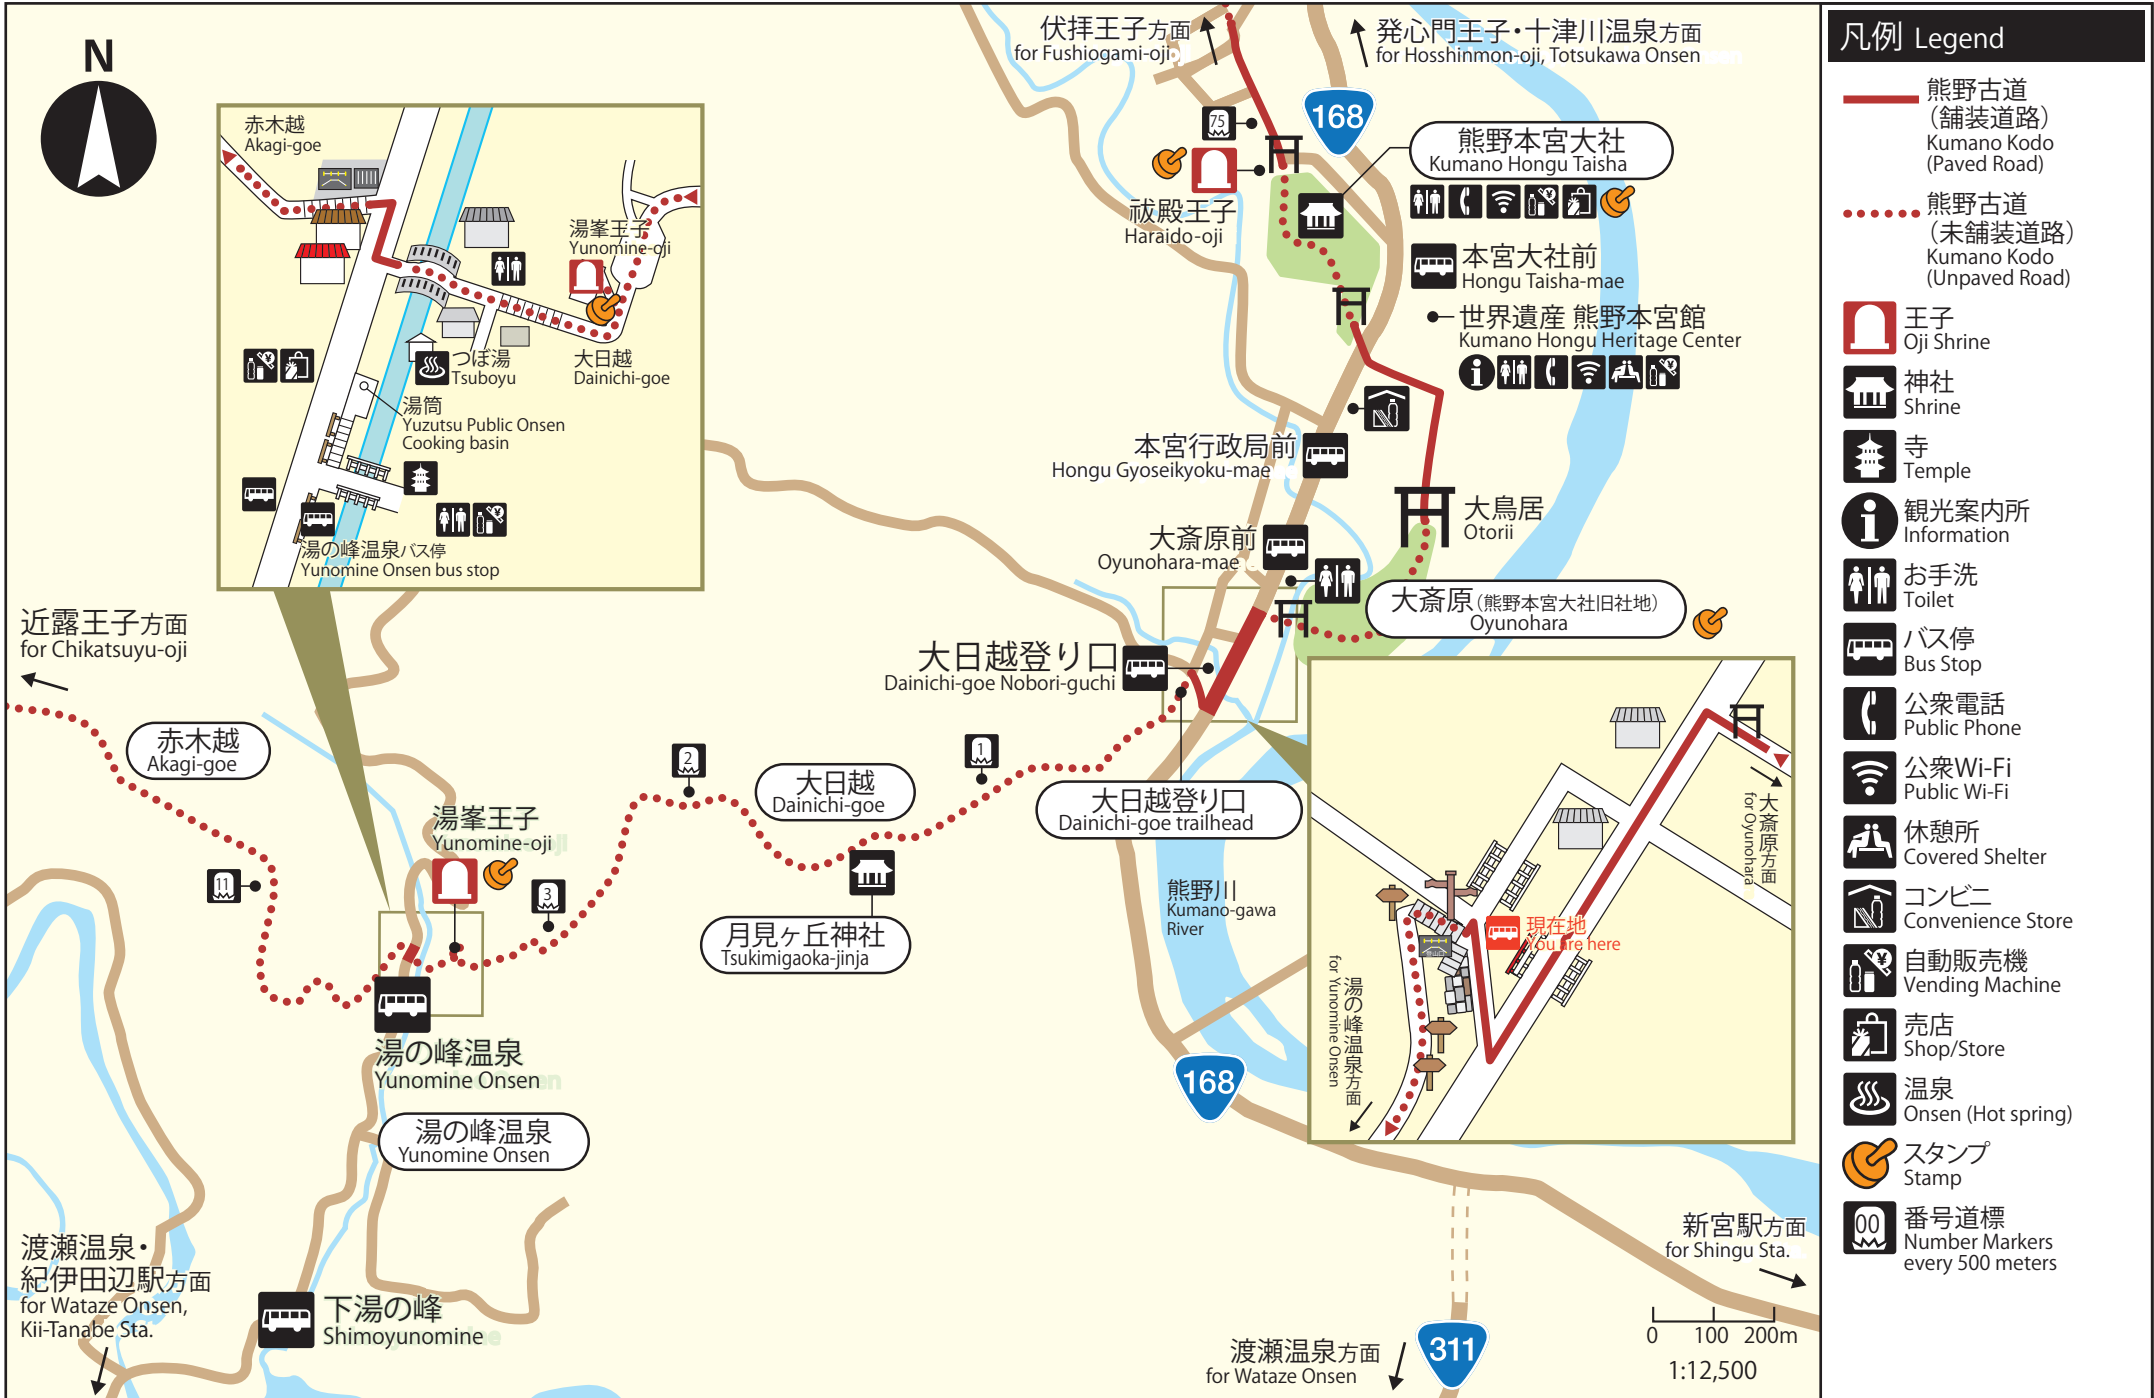 N
伏拝王子方面
for Fushiogami-oji
発心門王子・十津川温泉方面
for Hosshinmon-oji, Totsukawa Onsen
168
75
熊野本宮大社
Kumano Hongu Taisha
祓殿王子
Haraido-oji
本宮大社前
Hongu Taisha-mae
世界遺産 熊野本宮館
Kumano Hongu Heritage Center
本宮行政局前
Hongu Gyoseikyoku-mae
大鳥居
Otorii
大斎原前
Oyunohara-mae
大斎原(熊野本宮大社旧社地)
Oyunohara
大日越登り口
Dainichi-goe Nobori-guchi
大日越登り口
Dainichi-goe trailhead
赤木越
Akagi-goe
湯峯王子
Yunomine-oji
つぼ湯
Tsuboyu
大日越
Dainichi-goe
湯筒
Yuzutsu Public Onsen
Cooking basin
湯の峰温泉バス停
Yunomine Onsen bus stop
近露王子方面
for Chikatsuyu-oji
赤木越
Akagi-goe
11
湯峯王子
Yunomine-oji
3
2
大日越
Dainichi-goe
1
月見ヶ丘神社
Tsukimigaoka-jinja
湯の峰温泉
Yunomine Onsen
湯の峰温泉
Yunomine Onsen
熊野川
Kumano-gawa
River
168
大斎原方面
for Oyunohara
現在地
You are here
湯の峰温泉方面
for Yunomine Onsen
渡瀬温泉・
紀伊田辺駅方面
for Wataze Onsen,
Kii-Tanabe Sta.
下湯の峰
Shimoyunomine
渡瀬温泉方面
for Wataze Onsen
311
新宮駅方面
for Shingu Sta.
0 100 200m
1:12,500
凡例 Legend
熊野古道
(舗装道路)
Kumano Kodo
(Paved Road)
熊野古道
(未舗装道路)
Kumano Kodo
(Unpaved Road)
王子
Oji Shrine
神社
Shrine
寺
Temple
観光案内所
Information
お手洗
Toilet
バス停
Bus Stop
公衆電話
Public Phone
公衆Wi-Fi
Public Wi-Fi
休憩所
Covered Shelter
コンビニ
Convenience Store
自動販売機
Vending Machine
売店
Shop/Store
温泉
Onsen (Hot spring)
スタンプ
Stamp
00
番号道標
Number Markers
every 500 meters